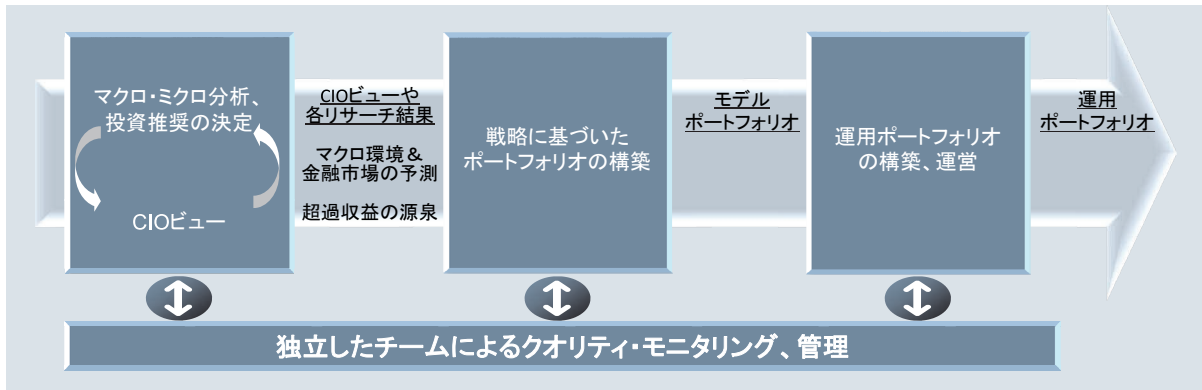 マクロ・ミクロ分析、
投資推奨の決定
CIOビュー
CIOビューや
各リサーチ結果
マクロ環境＆
金融市場の予測
超過収益の源泉
戦略に基づいた
ポートフォリオの構築
モデル
ポートフォリオ
運用ポートフォリオ
の構築、運営
運用
ポートフォリオ
独立したチームによるクオリティ・モニタリング、管理